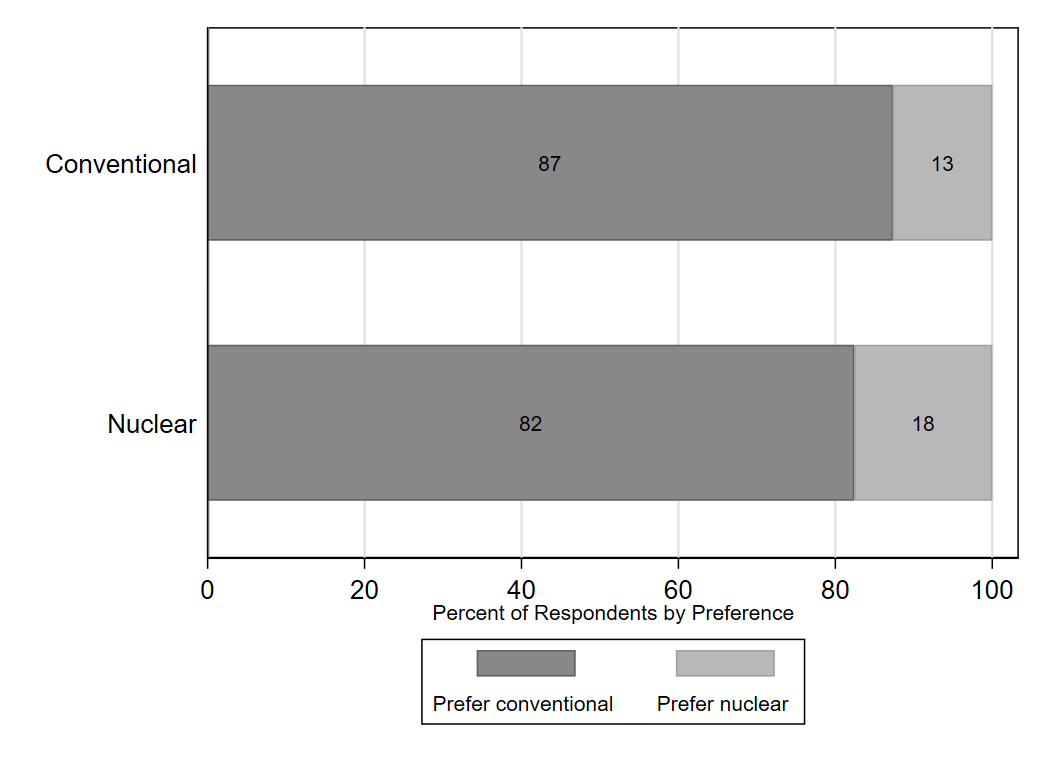 Conventional
87
13
Nuclear
82
18
0 20 40 60 80 100
Percent of Respondents by Preference
Prefer conventional Prefer nuclear